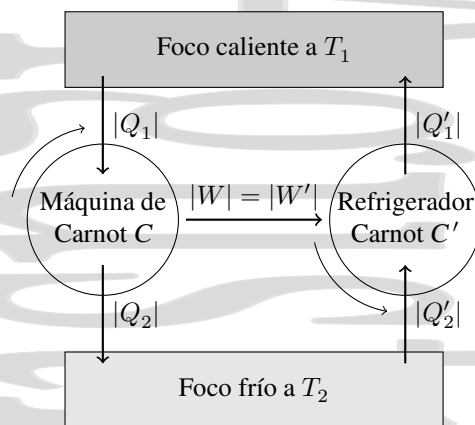 Foco caliente a T₁
|Q₁|
|Q′₁|
Máquina de
Carnot C
|W| = |W′|
Refrigerador
Carnot C′
|Q₂|
|Q′₂|
Foco frío a T₂